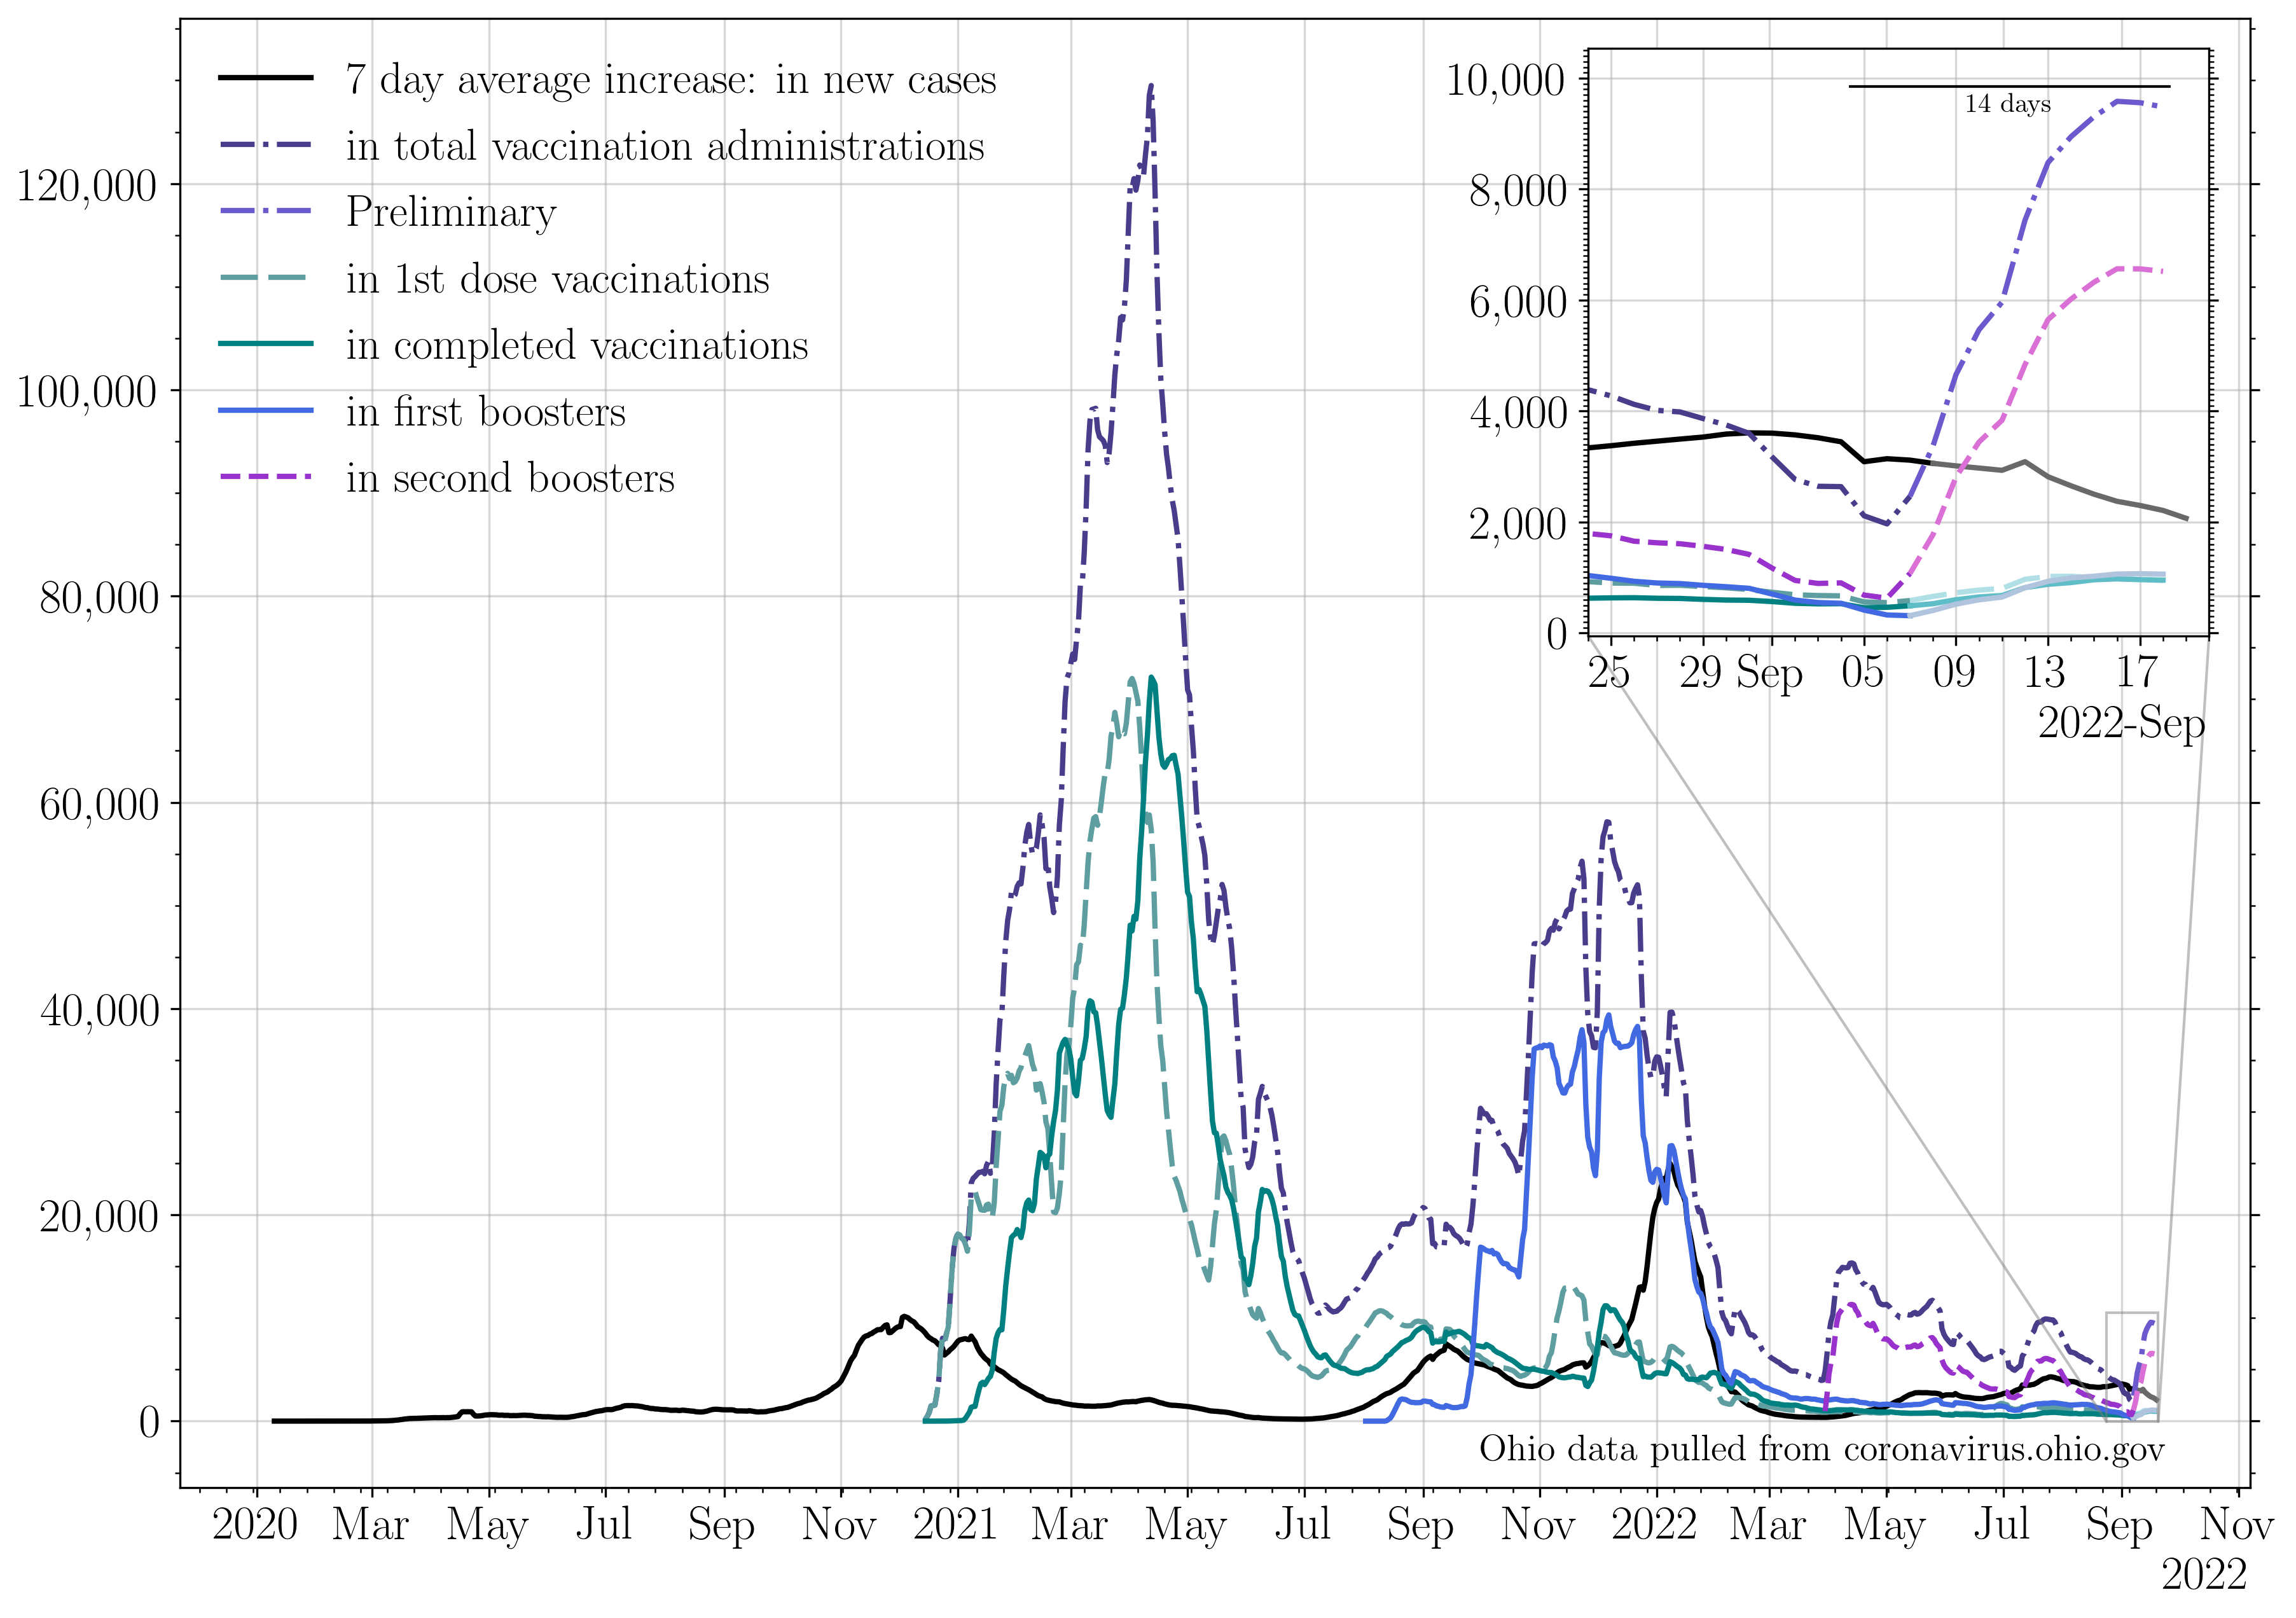 7 day average increase: in new cases
in total vaccination administrations
Preliminary
in 1st dose vaccinations
in completed vaccinations
in first boosters
in second boosters
120,000
100,000
80,000
60,000
40,000
20,000
0
10,000
8,000
6,000
4,000
2,000
0
14 days
25 29 Sep 05 09 13 17
2022-Sep
Ohio data pulled from coronavirus.ohio.gov
2020 Mar May Jul Sep Nov 2021 Mar May Jul Sep Nov 2022 Mar May Jul Sep Nov
2022